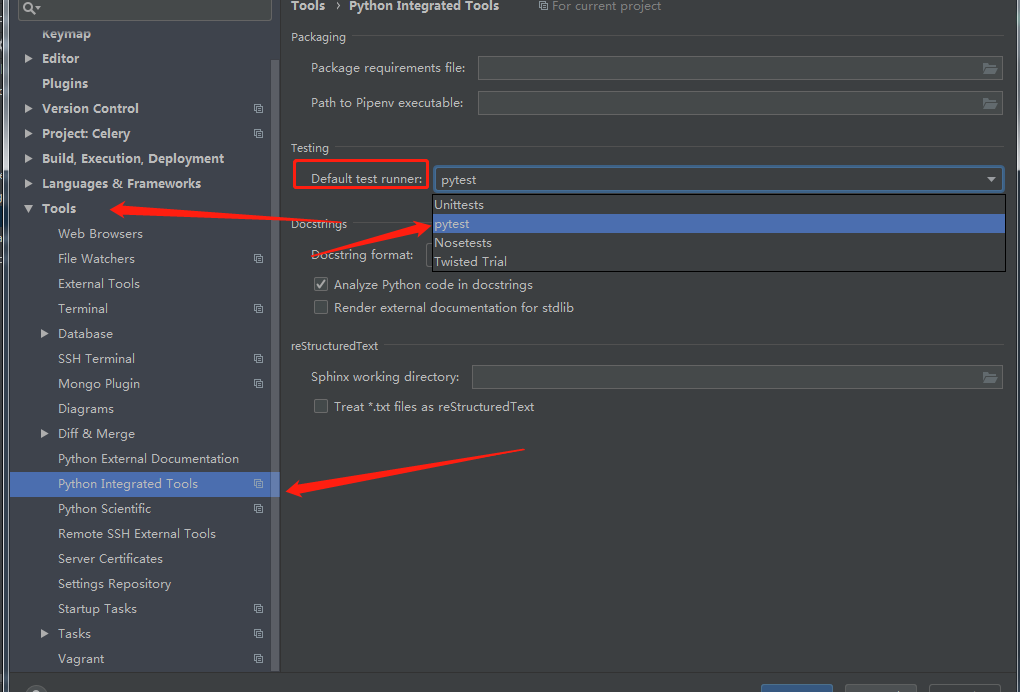 Tools › Python Integrated Tools
For current project
Keymap
Editor
Plugins
Version Control
Project: Celery
Build, Execution, Deployment
Languages & Frameworks
Tools
Web Browsers
File Watchers
External Tools
Terminal
Database
SSH Terminal
Mongo Plugin
Diagrams
Diff & Merge
Python External Documentation
Python Integrated Tools
Python Scientific
Remote SSH External Tools
Server Certificates
Settings Repository
Startup Tasks
Tasks
Vagrant
Packaging
Package requirements file:
Path to Pipenv executable:
Testing
Default test runner: pytest
Unittests
pytest
Nosetests
Twisted Trial
Docstrings
Docstring format:
Analyze Python code in docstrings
Render external documentation for stdlib
reStructuredText
Sphinx working directory:
Treat *.txt files as reStructuredText